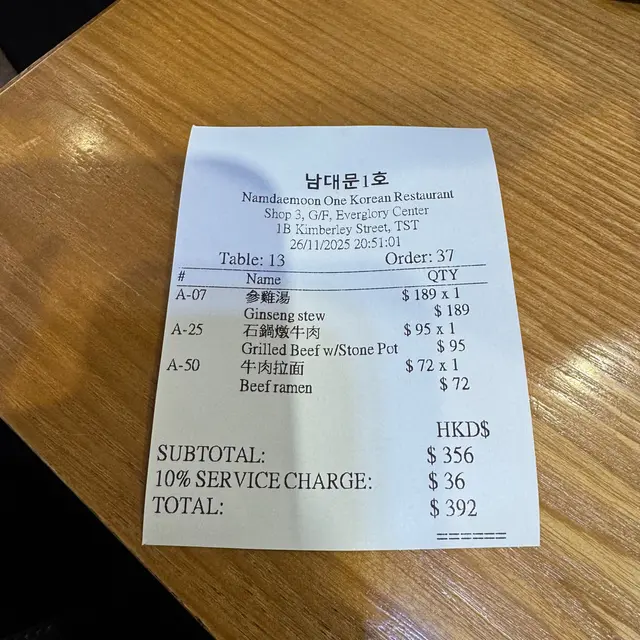 남대문1호
Namdaemoon One Korean Restaurant
Shop 3, G/F, Everglory Center
1B Kimberley Street, TST
26/11/2025 20:51:01
Table: 13 Order: 37
# Name QTY
A-07 參雞湯 $ 189 x 1
Ginseng stew $ 189
A-25 石鍋燉牛肉 $ 95 x 1
Grilled Beef w/Stone Pot $ 95
A-50 牛肉拉面 $ 72 x 1
Beef ramen $ 72
HKD$
SUBTOTAL: $ 356
10% SERVICE CHARGE: $ 36
TOTAL: $ 392
======